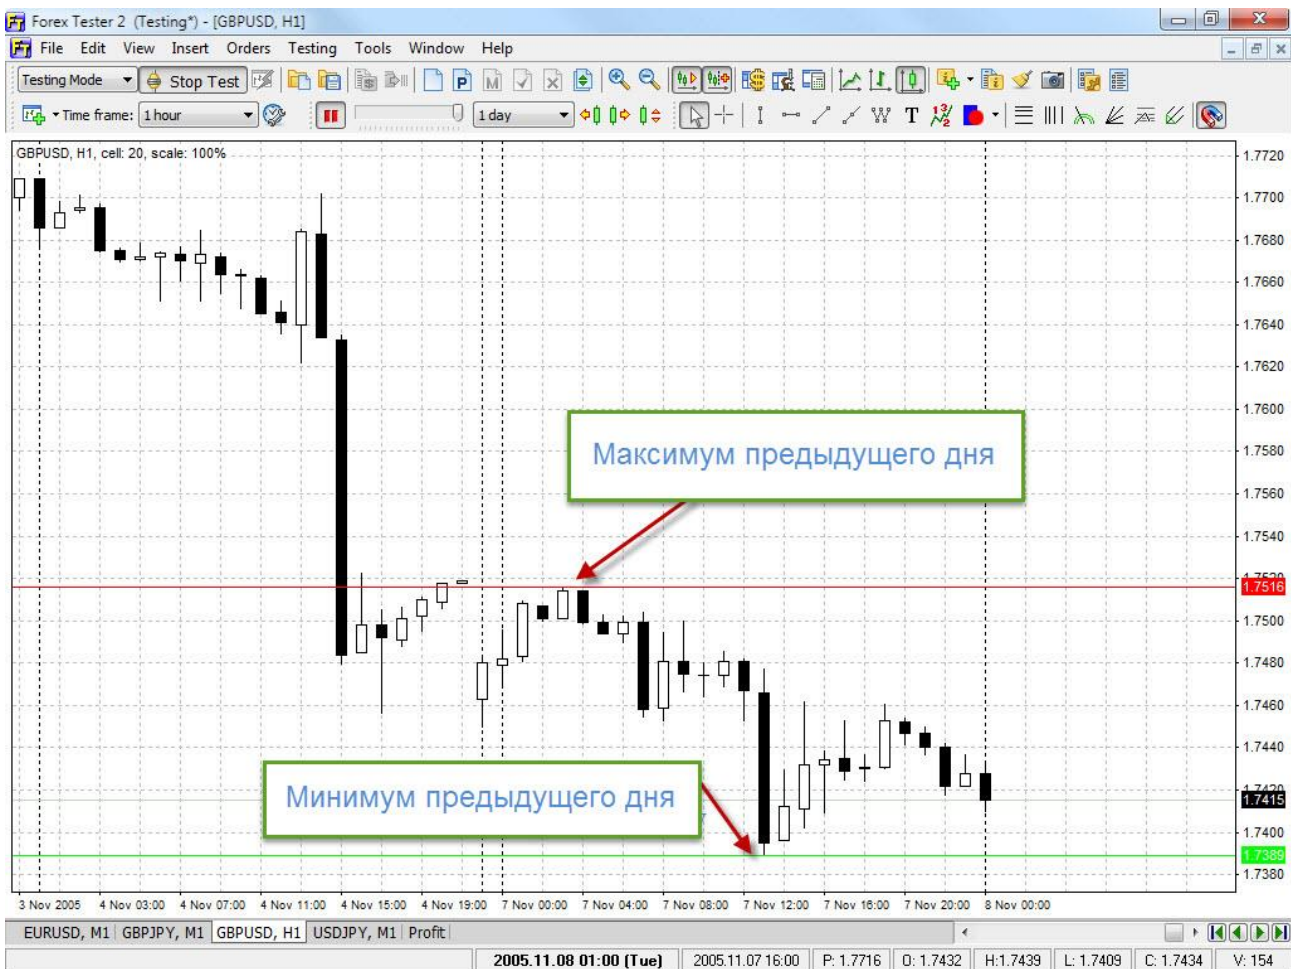 Forex Tester 2 (Testing*) - [GBPUSD, H1]
File Edit View Insert Orders Testing Tools Window Help
Testing Mode Stop Test
Time frame: 1 hour 1 day
GBPUSD, H1, cell: 20, scale: 100%
1.7720
1.7700
1.7680
1.7660
1.7640
1.7620
1.7600
Максимум предыдущего дня
1.7580
1.7560
1.7540
1.7520
1.7516
1.7500
1.7480
1.7460
1.7440
Минимум предыдущего дня
1.7420
1.7415
1.7400
1.7389
1.7380
3 Nov 2005 4 Nov 03:00 4 Nov 07:00 4 Nov 11:00 4 Nov 15:00 4 Nov 19:00 7 Nov 00:00 7 Nov 04:00 7 Nov 08:00 7 Nov 12:00 7 Nov 16:00 7 Nov 20:00 8 Nov 00:00
EURUSD, M1 GBPJPY, M1 GBPUSD, H1 USDJPY, M1 Profit
2005.11.08 01:00 (Tue) 2005.11.07 16:00 P: 1.7716 O: 1.7432 H:1.7439 L: 1.7409 C: 1.7434 V: 154